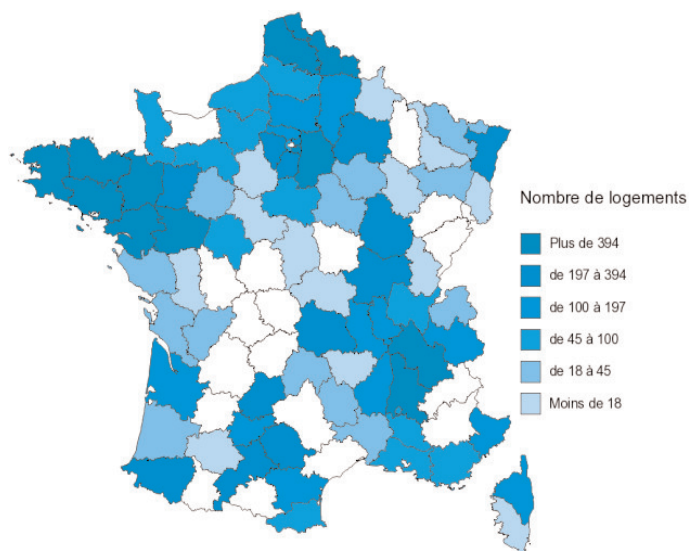 Nombre de logements
Plus de 394
de 197 à 394
de 100 à 197
de 45 à 100
de 18 à 45
Moins de 18